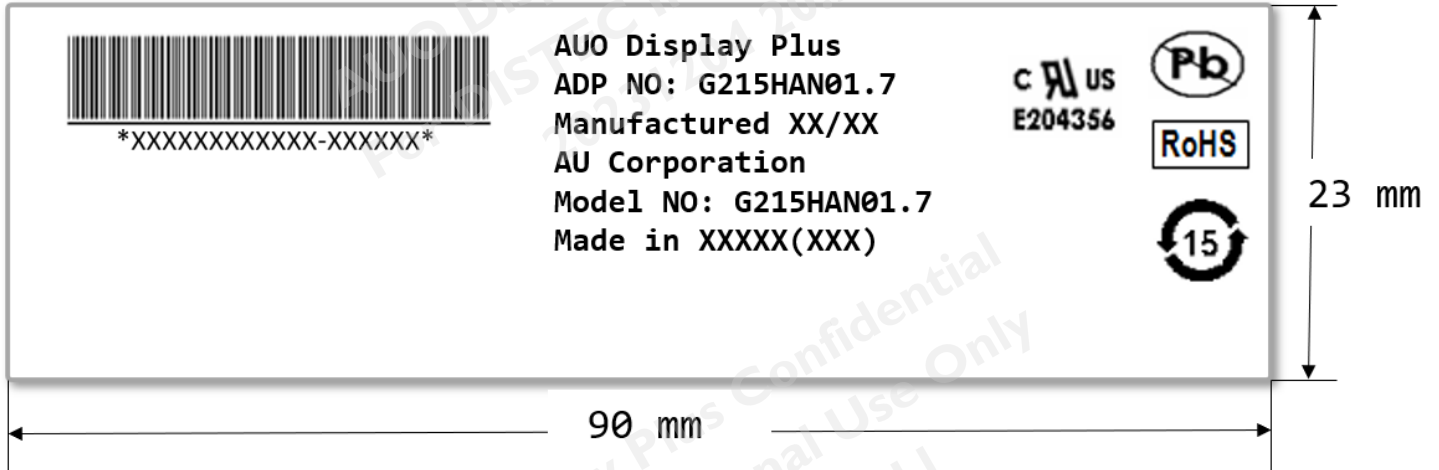 *XXXXXXXXXXXX-XXXXXX*
AUO Display Plus
ADP NO: G215HAN01.7
Manufactured XX/XX
AU Corporation
Model NO: G215HAN01.7
Made in XXXXX(XXX)
c US
E204356
Pb
RoHS
15
23 mm
90 mm
Plus Confidential
Use Only